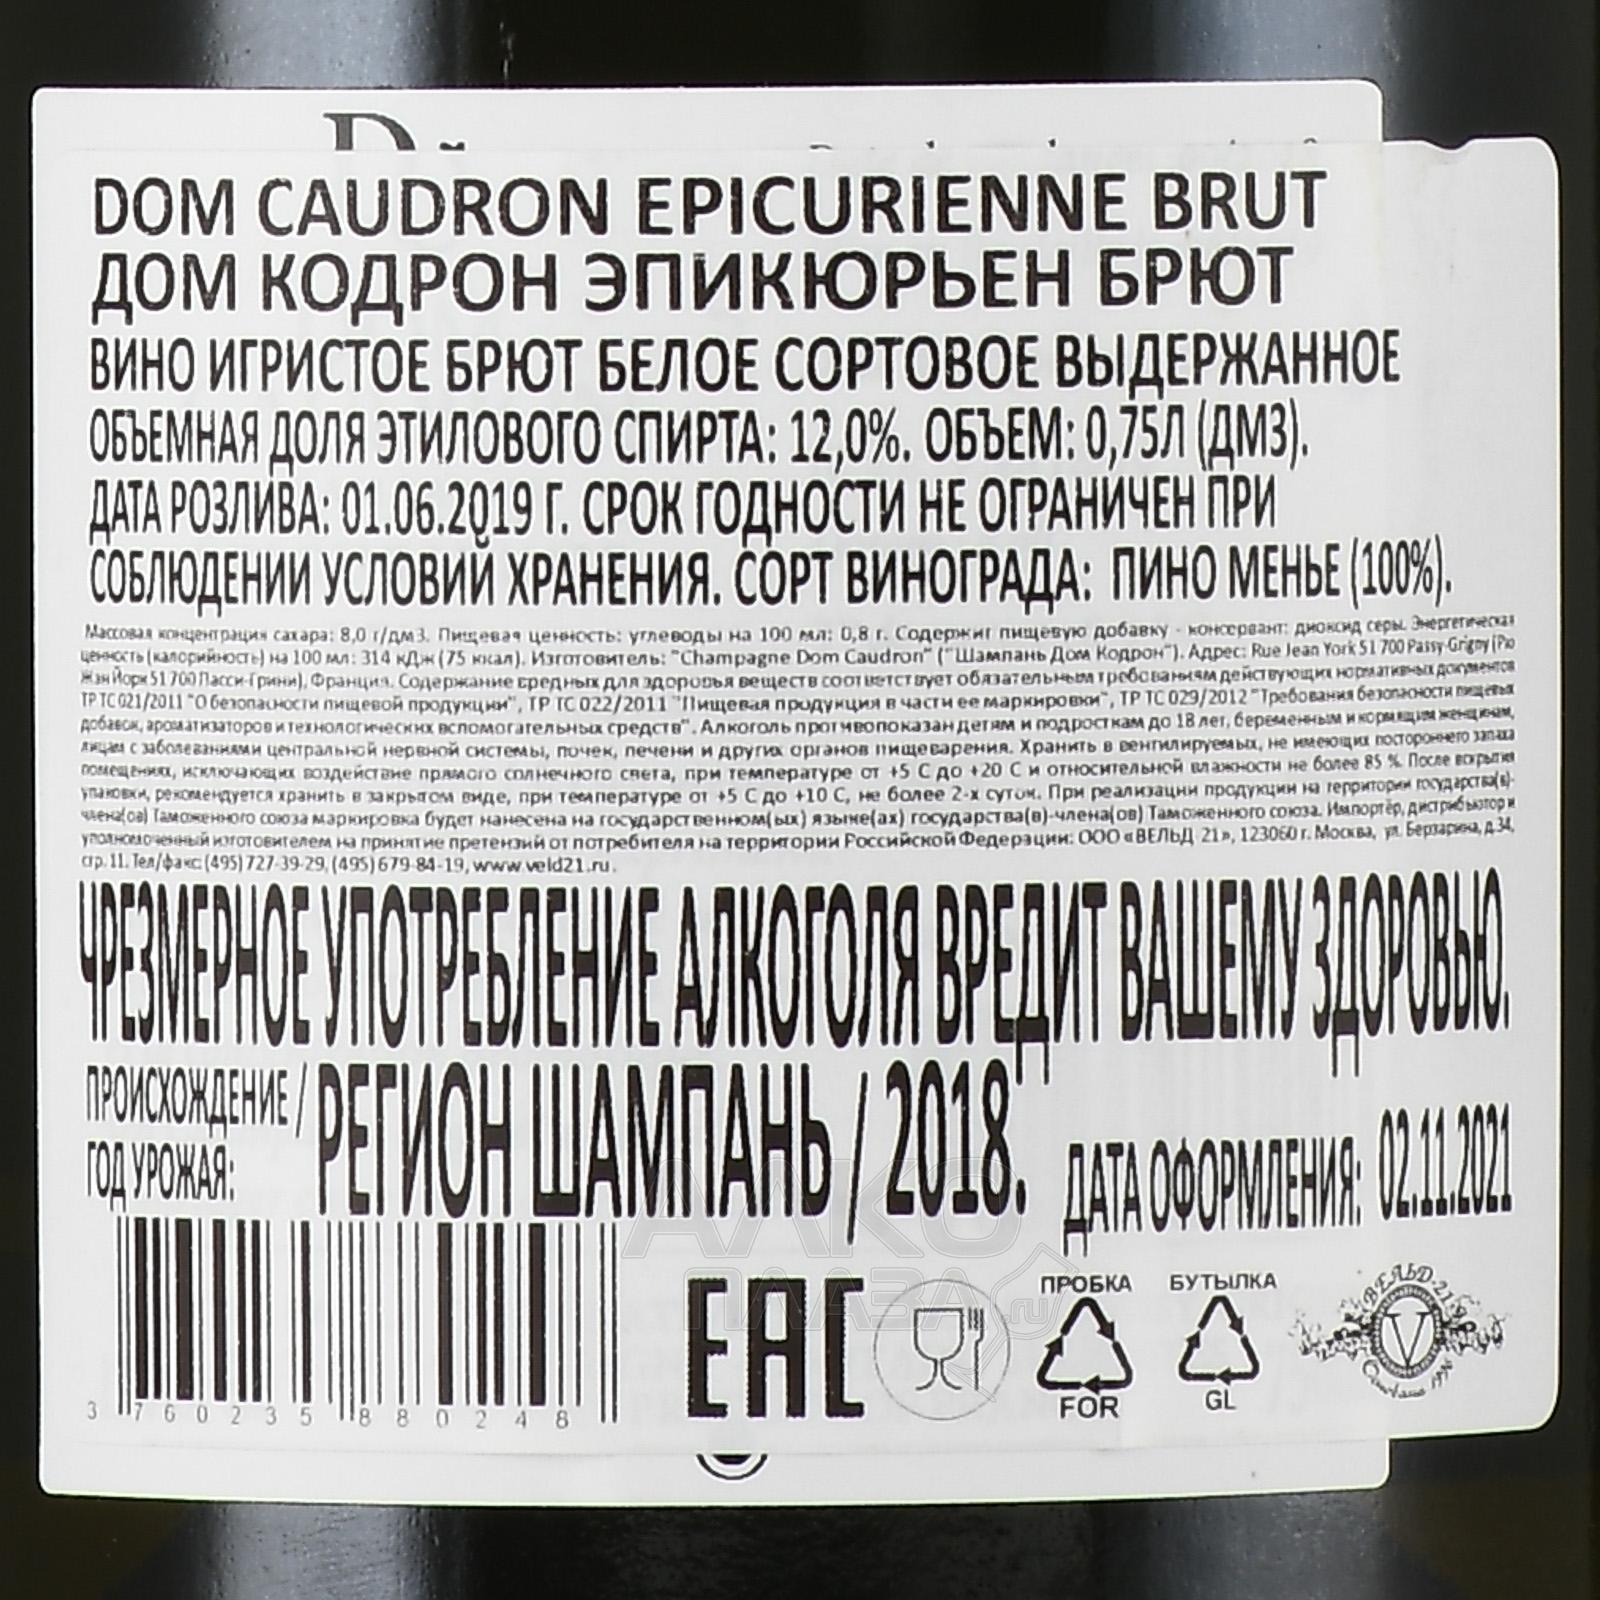 DOM CAUDRON EPICURIENNE BRUT
ДОМ КОДРОН ЭПИКЮРЬЕН БРЮТ
ВИНО ИГРИСТОЕ БРЮТ БЕЛОЕ СОРТОВОЕ ВЫДЕРЖАННОЕ
ОБЪЕМНАЯ ДОЛЯ ЭТИЛОВОГО СПИРТА: 12,0%. ОБЪЕМ: 0,75Л (ДМ3).
ДАТА РОЗЛИВА: 01.06.2019 Г. СРОК ГОДНОСТИ НЕ ОГРАНИЧЕН ПРИ
СОБЛЮДЕНИИ УСЛОВИЙ ХРАНЕНИЯ. СОРТ ВИНОГРАДА: ПИНО МЕНЬЕ (100%).
Массовая концентрация сахара: 8,0 г/дм3. Пищевая ценность: углеводы на 100 мл: 0,8 г. Содержит пищевую добавку - консервант: диоксид серы. Энергетическая
ценность (калорийность) на 100 мл: 314 кДж (75 ккал). Изготовитель: "Champagne Dom Caudron" ("Шампань Дом Кодрон"). Адрес: Rue Jean York 51 700 Passy-Grigny (Рю
Жан Йорк 51 700 Пасси-Грини), Франция. Содержание вредных для здоровья веществ соответствует обязательным требованиям действующих нормативных документов
ТР ТС 021/2011 "О безопасности пищевой продукции", ТР ТС 022/2011 "Пищевая продукция в части ее маркировки", ТР ТС 029/2012 "Требования безопасности пищевых
добавок, ароматизаторов и технологических вспомогательных средств". Алкоголь противопоказан детям и подросткам до 18 лет, беременным и кормящим женщинам,
лицам с заболеваниями центральной нервной системы, почек, печени и других органов пищеварения. Хранить в вентилируемых, не имеющих постороннего запаха
помещениях, исключающих воздействие прямого солнечного света, при температуре от +5 С до +20 С и относительной влажности не более 85 %. После вскрытия
упаковки, рекомендуется хранить в закрытом виде, при температуре от +5 С до +10 С, не более 2-х суток. При реализации продукции на территории государства(в)-
члена(ов) Таможенного союза маркировка будет нанесена на государственном(ых) языке(ах) государства(в)-члена(ов) Таможенного союза. Импортёр, дистрибьютор и
уполномоченный изготовителем на принятие претензий от потребителя на территории Российской Федерации: ООО «ВЕЛЬД 21», 123060 г. Москва, ул. Берзарина, д.34,
стр. 11. Тел/факс: (495) 727-39-29, (495) 679-84-19, www.veld21.ru.
ЧРЕЗМЕРНОЕ УПОТРЕБЛЕНИЕ АЛКОГОЛЯ ВРЕДИТ ВАШЕМУ ЗДОРОВЬЮ.
ПРОИСХОЖДЕНИЕ / РЕГИОН ШАМПАНЬ / 2018.
ГОД УРОЖАЯ:
ДАТА ОФОРМЛЕНИЯ: 02.11.2021
АЛКО
ПЛАЗА.ru
3 760235 880248
EAC
ПРОБКА
FOR
БУТЫЛКА
GL
ВЕЛЬД-21
V
1996